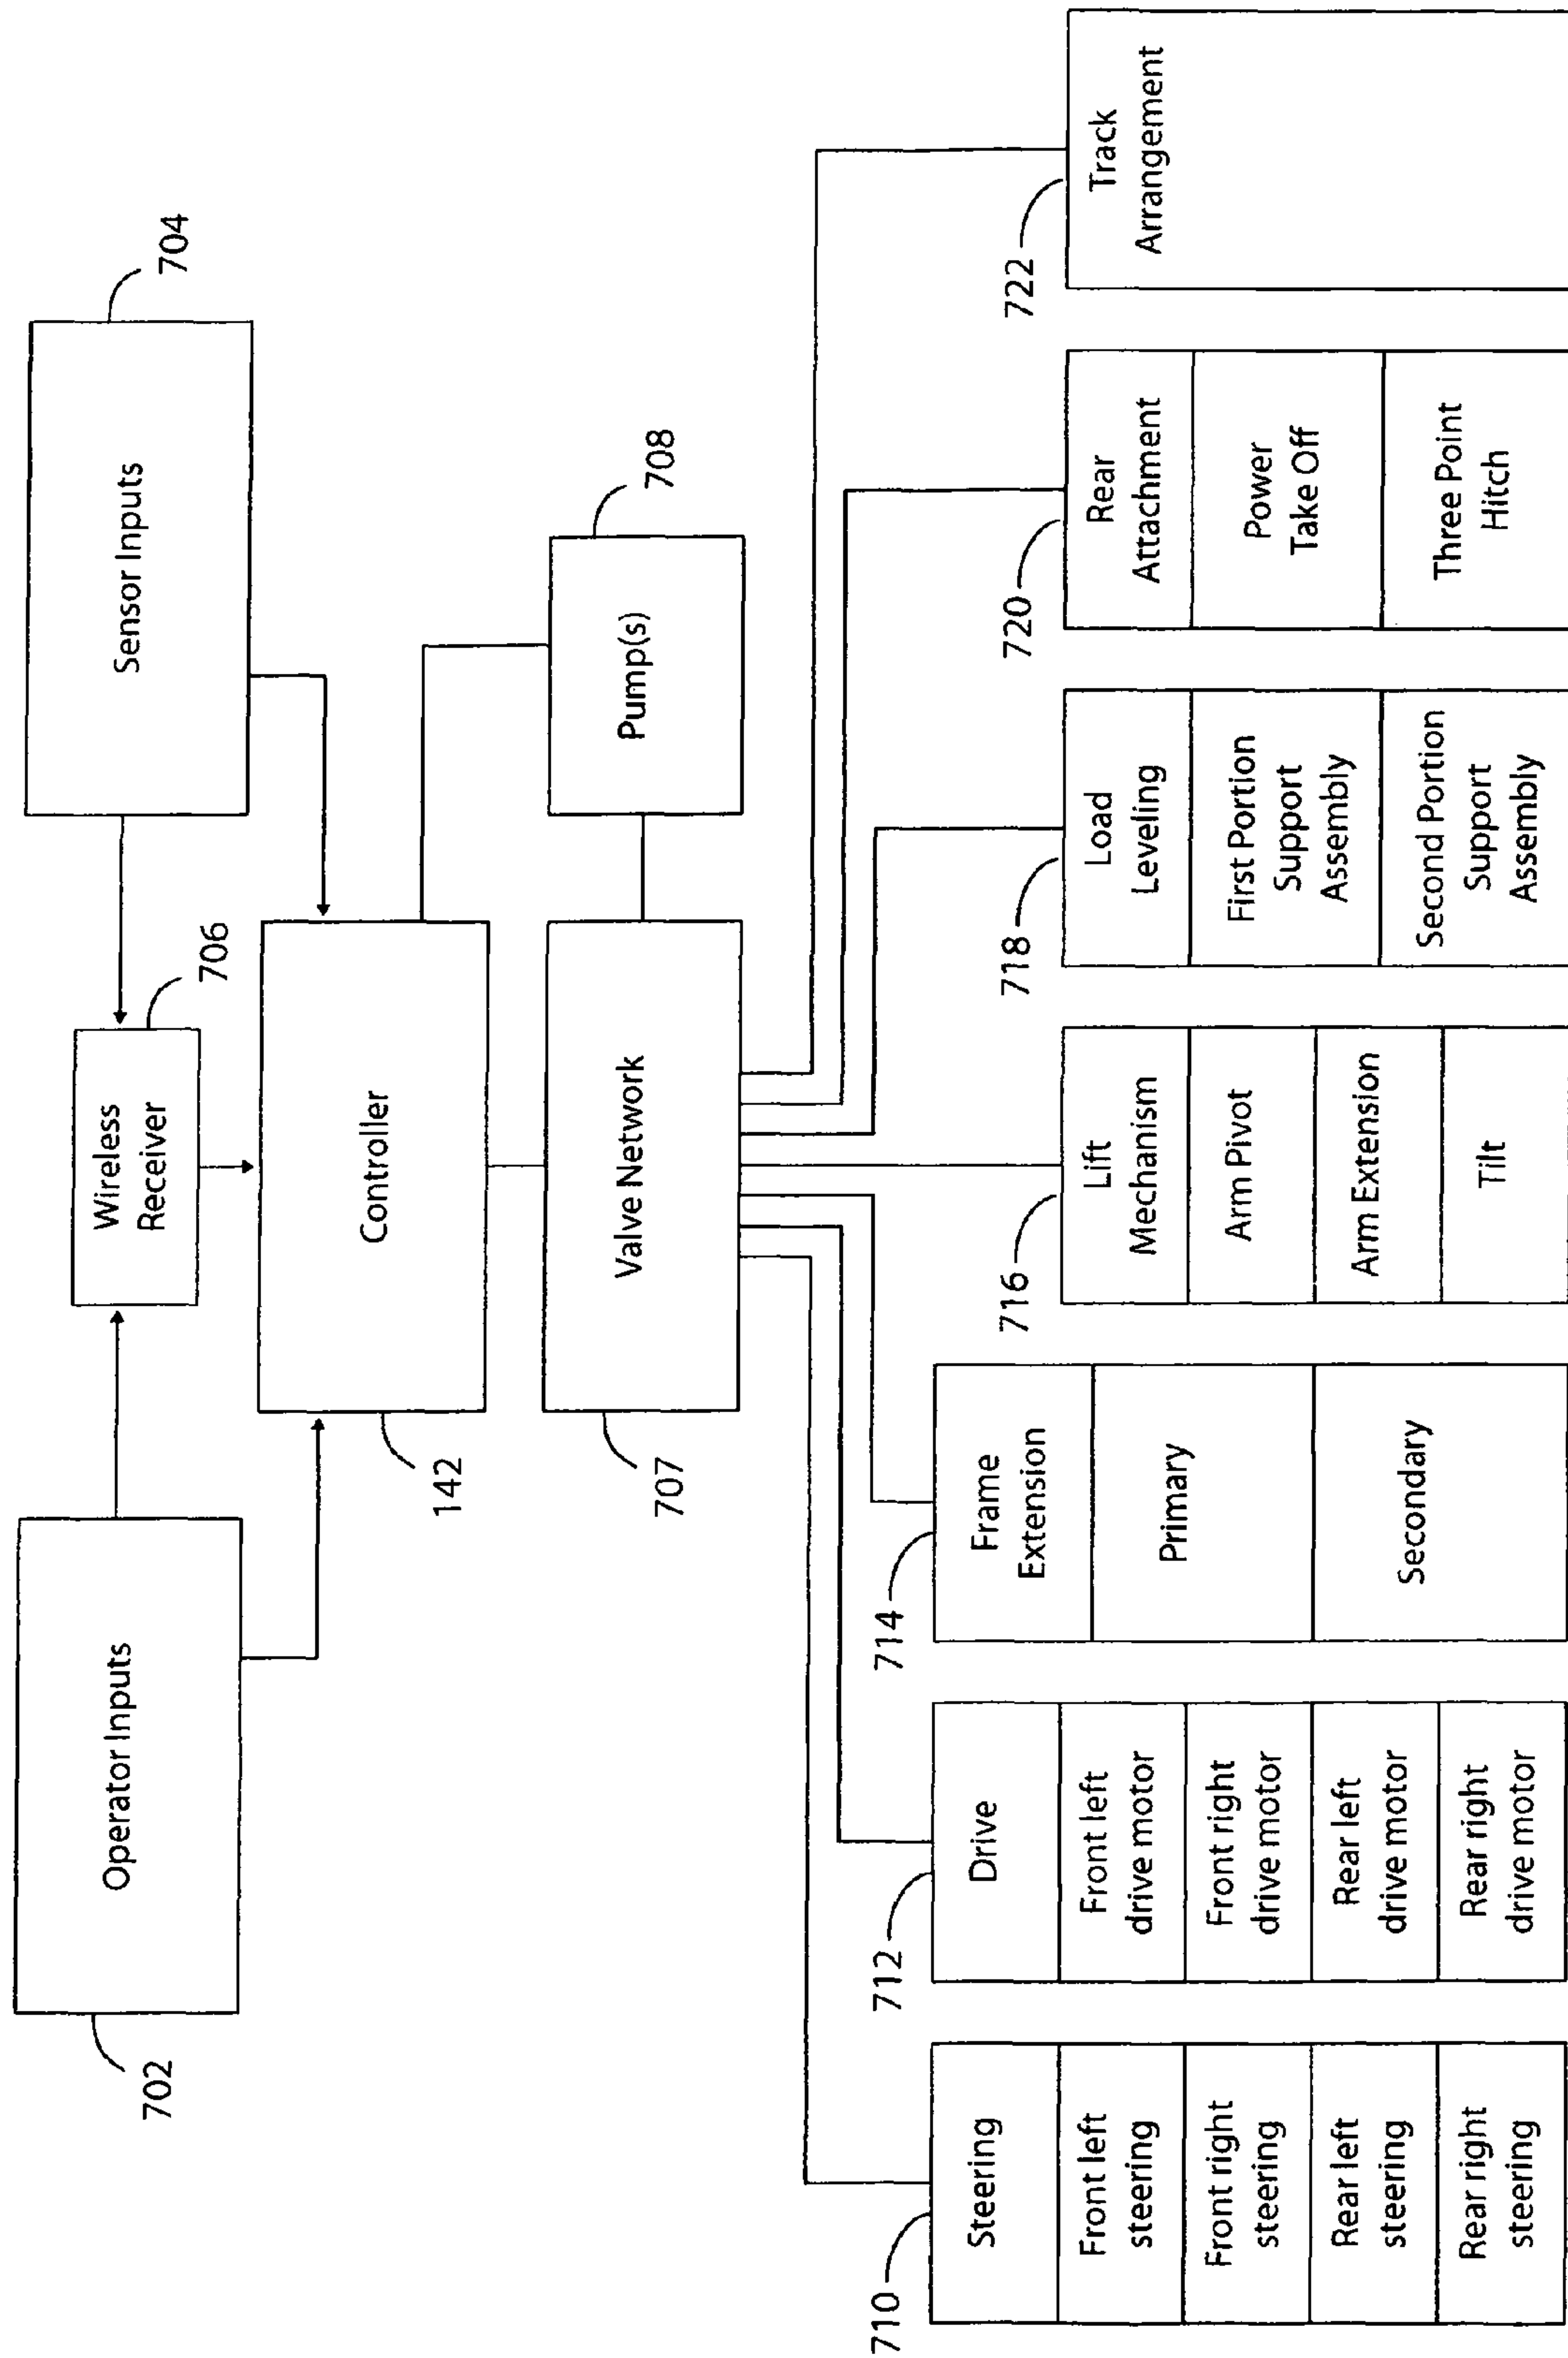 702
Operator Inputs
Wireless
Receiver
706
Sensor Inputs
704
142
Controller
707
Valve Network
Pump(s)
708
710
Steering
Front left
steering
Front right
steering
Rear left
steering
Rear right
steering
712
Drive
Front left
drive motor
Front right
drive motor
Rear left
drive motor
Rear right
drive motor
714
Frame
Extension
Primary
Secondary
716
Lift
Mechanism
Arm Pivot
Arm Extension
Tilt
718
Load
Leveling
First Portion
Support
Assembly
Second Portion
Support
Assembly
720
Rear
Attachment
Power
Take Off
Three Point
Hitch
722
Track
Arrangement